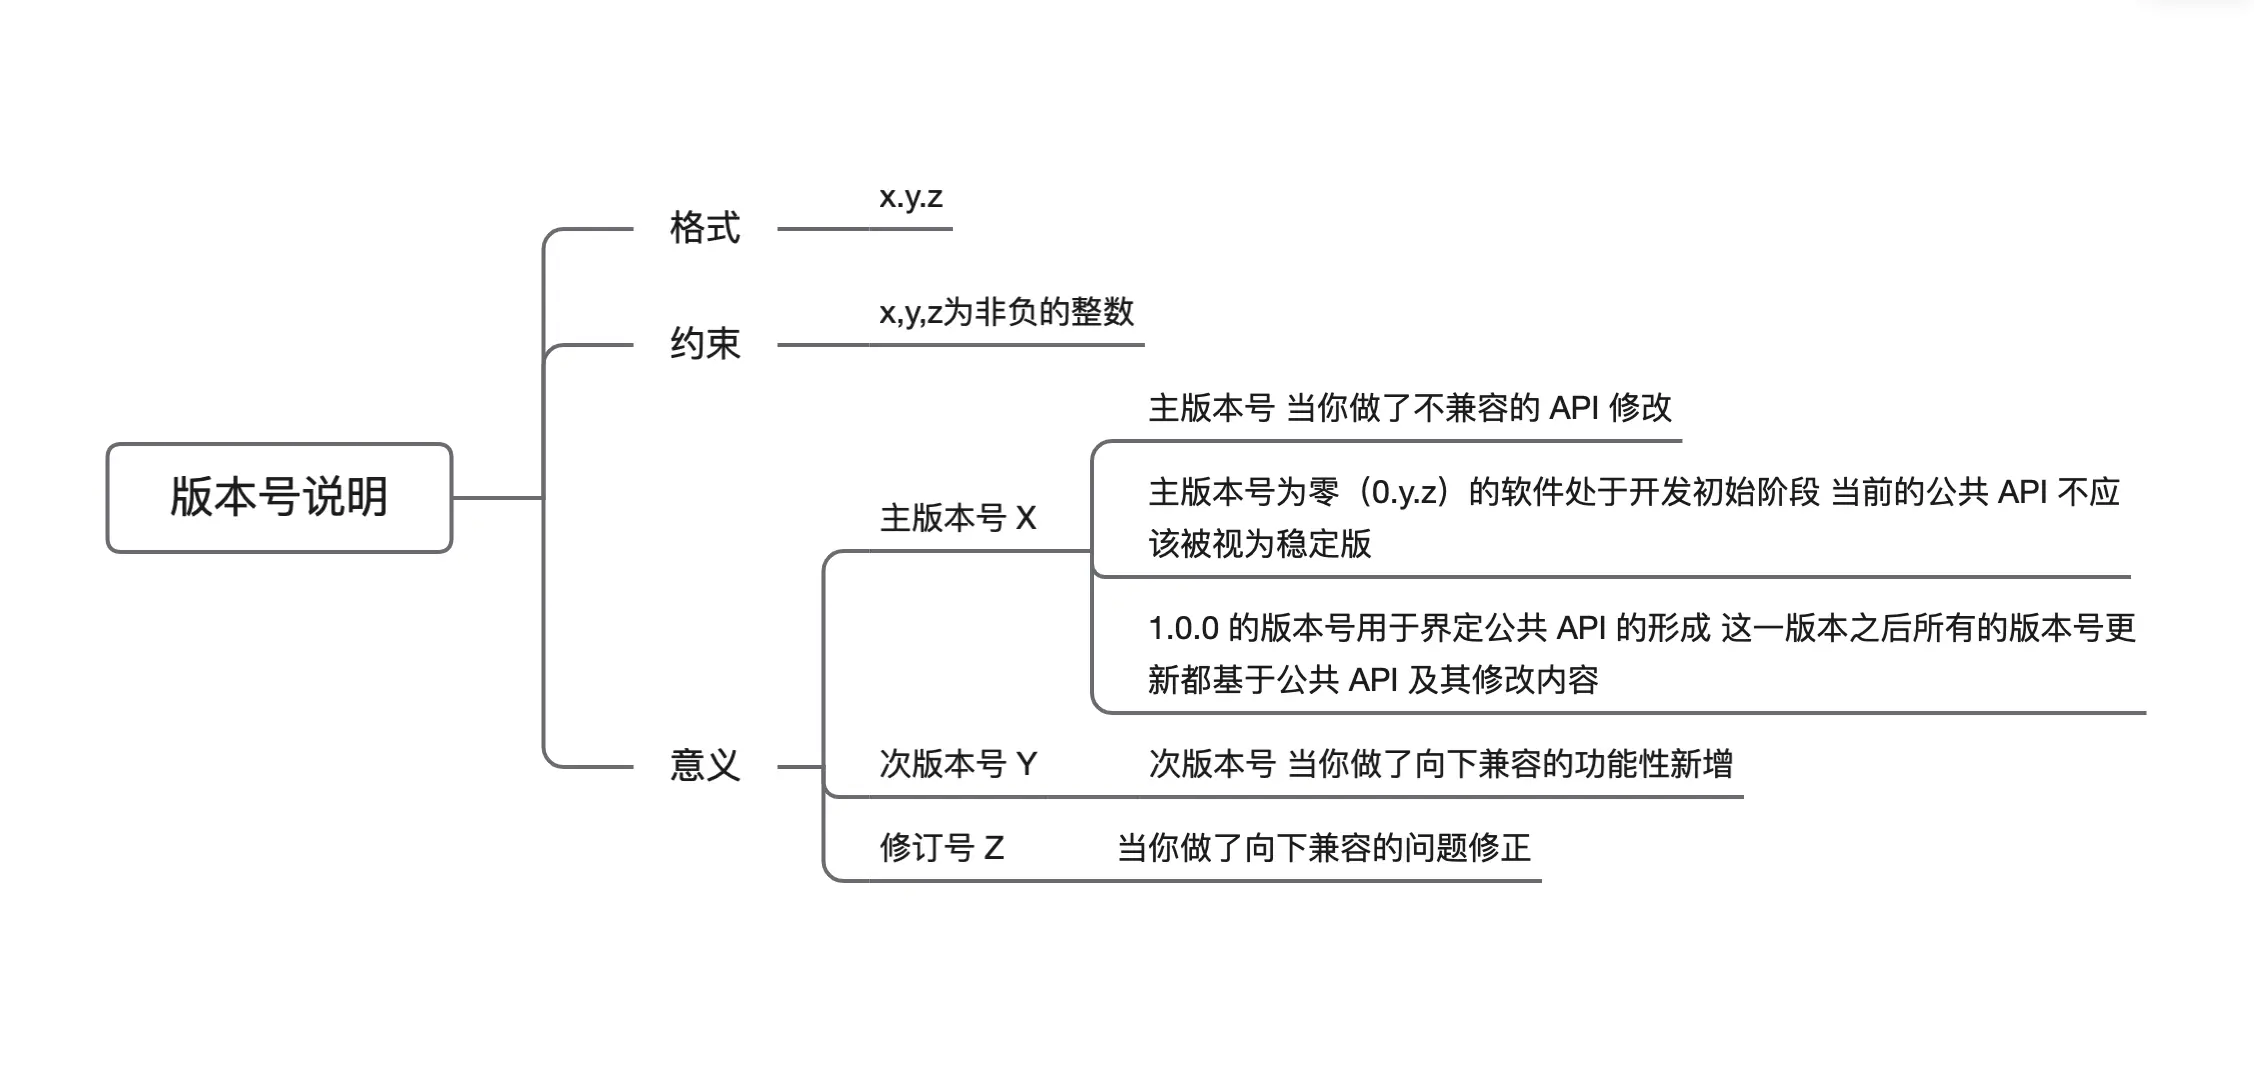 版本号说明
格式
x.y.z
约束
x,y,z为非负的整数
意义
主版本号 X
主版本号 当你做了不兼容的 API 修改
主版本号为零（0.y.z）的软件处于开发初始阶段 当前的公共 API 不应
该被视为稳定版
1.0.0 的版本号用于界定公共 API 的形成 这一版本之后所有的版本号更
新都基于公共 API 及其修改内容
次版本号 Y
次版本号 当你做了向下兼容的功能性新增
修订号 Z
当你做了向下兼容的问题修正